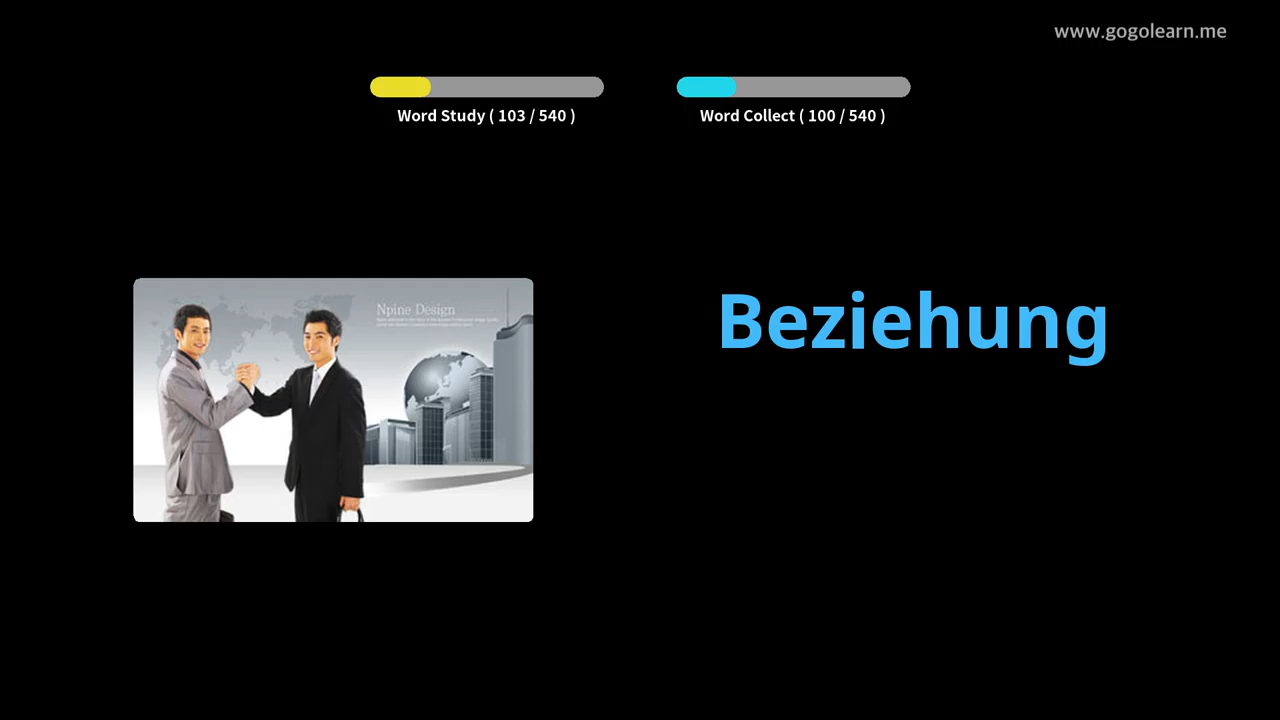 www.gogolearn.me
Word Study ( 103 / 540 )
Word Collect ( 100 / 540 )
Npine Design
Beziehung